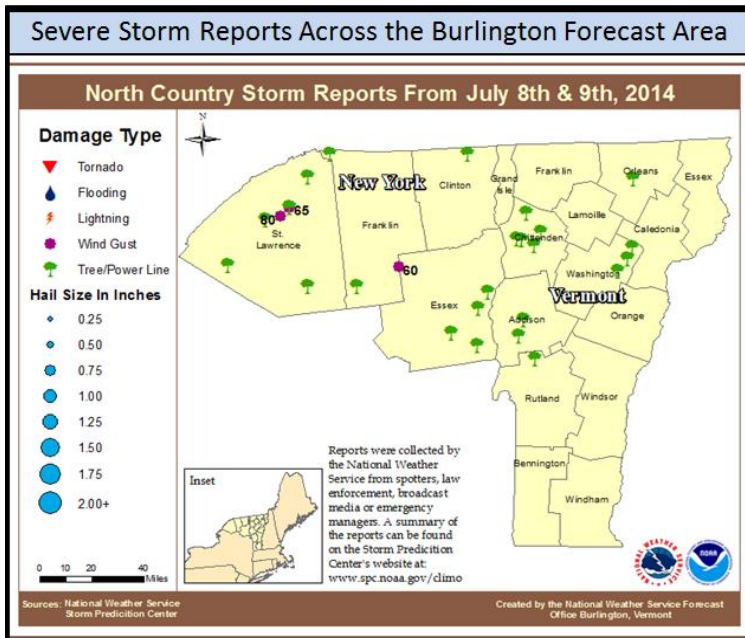 Severe Storm Reports Across the Burlington Forecast Area
North Country Storm Reports From July 8th & 9th, 2014
Damage Type
Tornado
Flooding
Lightning
Wind Gust
Tree/Power Line
Hail Size In Inches
0.25
0.50
0.75
1.00
1.25
1.50
1.75
2.00+
0 10 20 40
Miles
N
New York
Clinton
Franklin
St.
Lawrence
80
65
60
Essex
Grand
Isle
Franklin
Orleans
Essex
Lamoille
Caledonia
Chittenden
Washington
Vermont
Addison
Orange
Rutland
Windsor
Bennington
Windham
Inset
Reports were collected by
the National Weather
Service from spotters, law
enforcement, broadcast
media or emergency
managers. A summary of
the reports can be found
on the Storm Predicition
Center's website at:
www.spc.noaa.gov/climo
NATIONAL WEATHER SERVICE
NOAA
Sources: National Weather Service
Storm Predicition Center
Created by the National Weather Service Forecast
Office Burlington, Vermont